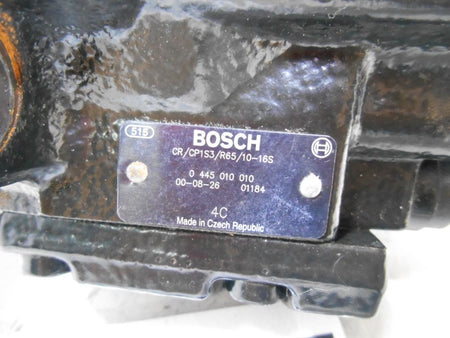 515
BOSCH
CR/CP1S3/R65/10-16S
0 445 010 010
00-08-26 01184
4C
Made in Czech Republic